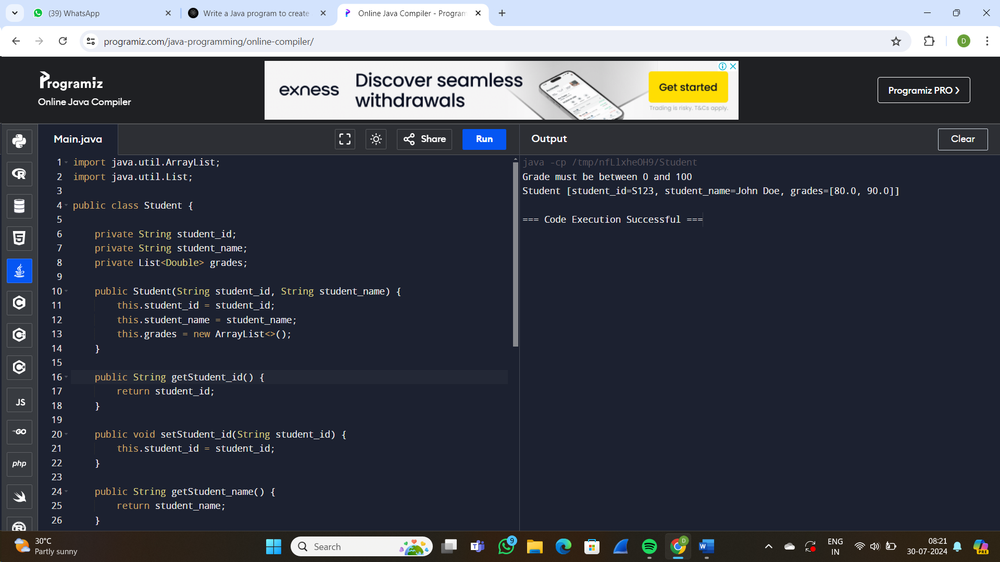 (39) WhatsApp
Write a Java program to create
Online Java Compiler - Program
programiz.com/java-programming/online-compiler/
D
Programiz
Online Java Compiler
exness
Discover seamless
withdrawals
Get started
Trading is risky. T&Cs apply.
Programiz PRO ❯
Main.java
Share
Run
Output
Clear
1 import java.util.ArrayList;
2 import java.util.List;
3
4 public class Student {
5
6     private String student_id;
7     private String student_name;
8     private List<Double> grades;
9
10     public Student(String student_id, String student_name) {
11         this.student_id = student_id;
12         this.student_name = student_name;
13         this.grades = new ArrayList<>();
14     }
15
16     public String getStudent_id() {
17         return student_id;
18     }
19
20     public void setStudent_id(String student_id) {
21         this.student_id = student_id;
22     }
23
24     public String getStudent_name() {
25         return student_name;
26     }
java -cp /tmp/nfLlxheOH9/Student
Grade must be between 0 and 100
Student [student_id=S123, student_name=John Doe, grades=[80.0, 90.0]]
=== Code Execution Successful ===
JS
GO
php
30°C
Partly sunny
Search
9
D
ENG
IN
08:21
30-07-2024
PRE